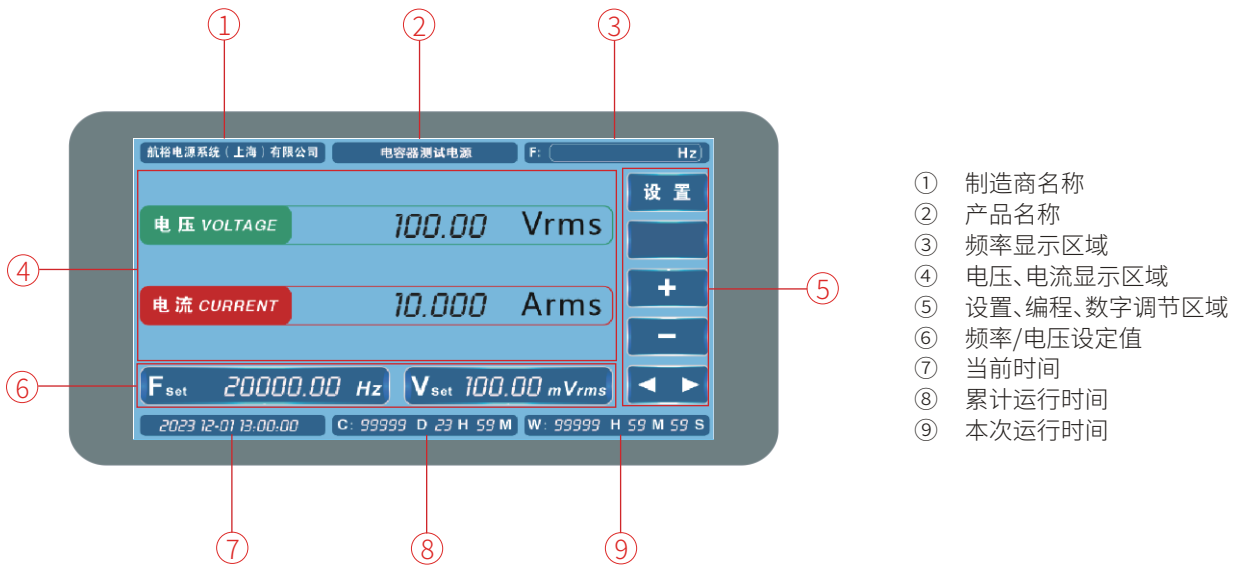 ① ② ③
航裕电源系统（上海）有限公司 电容器测试电源 F: Hz
设 置
电 压 VOLTAGE 100.00 Vrms
④ ⑤
+
电 流 CURRENT 10.000 Arms
−
⑥ Fset 20000.00 Hz Vset 100.00 mVrms ◀ ▶
2023 12-01 13:00:00 C: 99999 D 23 H 59 M W: 99999 H 59 M 59 S
⑦ ⑧ ⑨
① 制造商名称
② 产品名称
③ 频率显示区域
④ 电压、电流显示区域
⑤ 设置、编程、数字调节区域
⑥ 频率/电压设定值
⑦ 当前时间
⑧ 累计运行时间
⑨ 本次运行时间